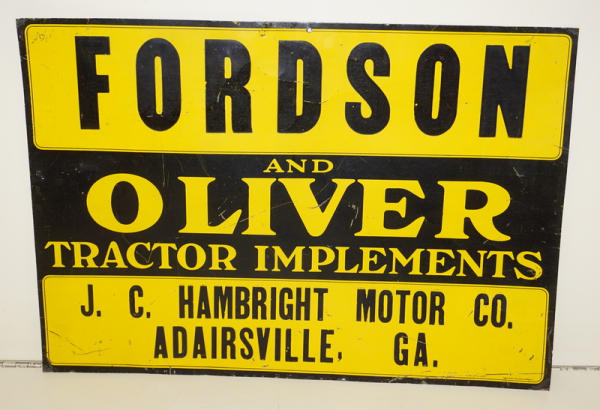 FORDSON
AND
OLIVER
TRACTOR IMPLEMENTS
J. C. HAMBRIGHT MOTOR CO.
ADAIRSVILLE, GA.